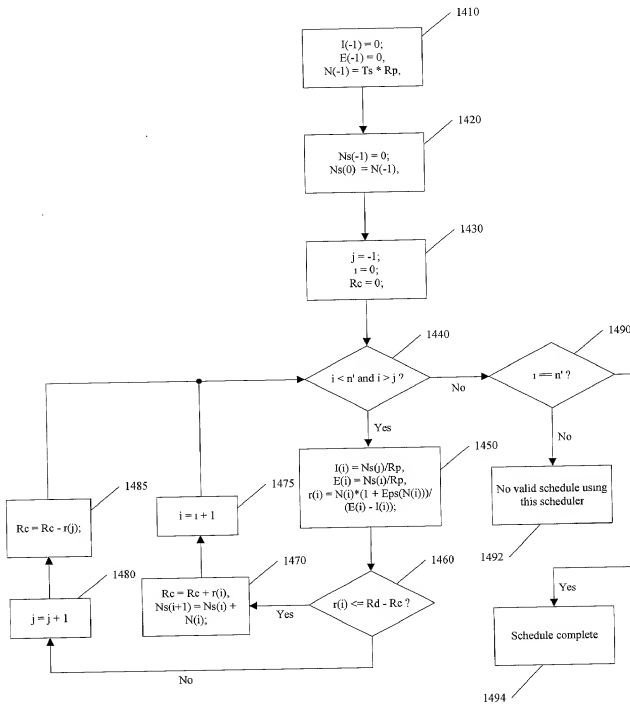 1410
I(-1) = 0;
E(-1) = 0,
N(-1) = Ts * Rp,
1420
Ns(-1) = 0;
Ns(0) = N(-1),
1430
j = -1;
ı = 0;
Rc = 0;
1440
i < n' and i > j ?
No
Yes
1490
ı == n' ?
No
1450
I(i) = Ns(j)/Rp,
E(i) = Ns(ı)/Rp,
r(i) = N(i)*(1 + Eps(N(i)))/
(E(i) - I(i));
1475
i = ı + 1
1485
Rc = Rc - r(j);
No valid schedule using
this scheduler
1492
1460
r(i) <= Rd - Rc ?
Yes
No
1470
Rc = Rc + r(i),
Ns(i+1) = Ns(ı) +
N(i);
1480
j = j + 1
Yes
Schedule complete
1494